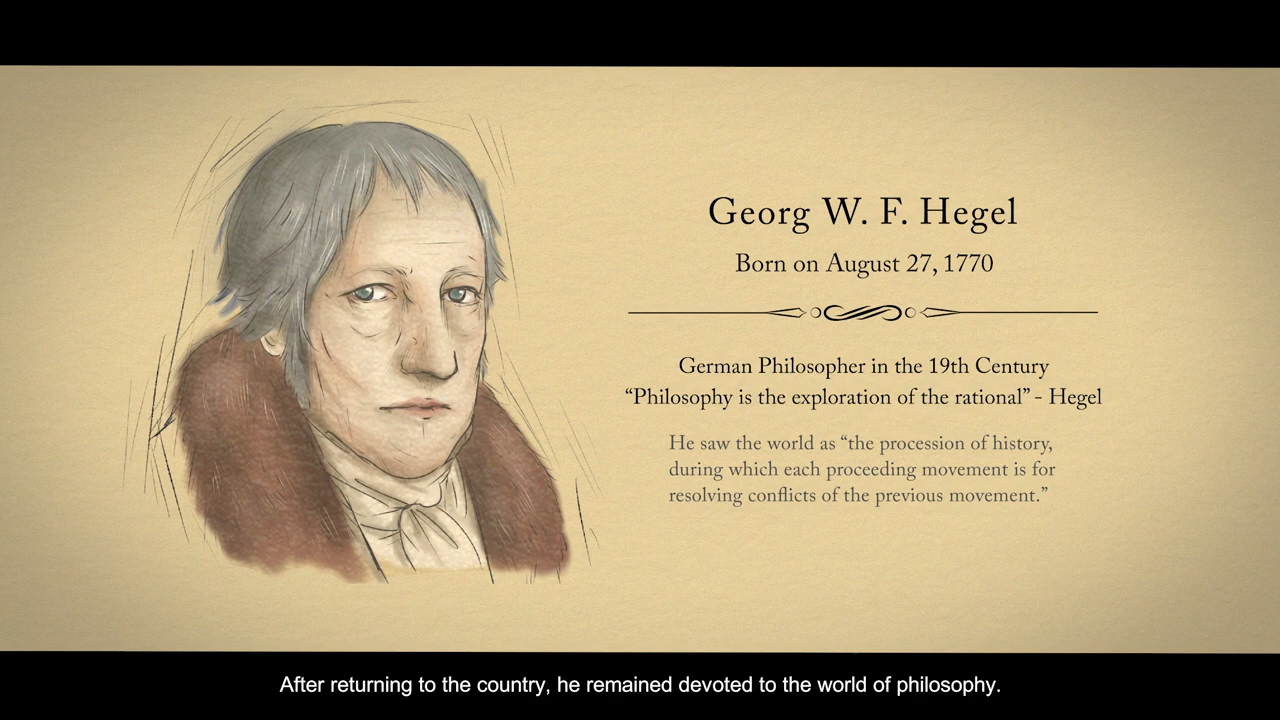 Georg W. F. Hegel
Born on August 27, 1770
German Philosopher in the 19th Century
“Philosophy is the exploration of the rational” - Hegel
He saw the world as “the procession of history,
during which each proceeding movement is for
resolving conflicts of the previous movement.”
After returning to the country, he remained devoted to the world of philosophy.